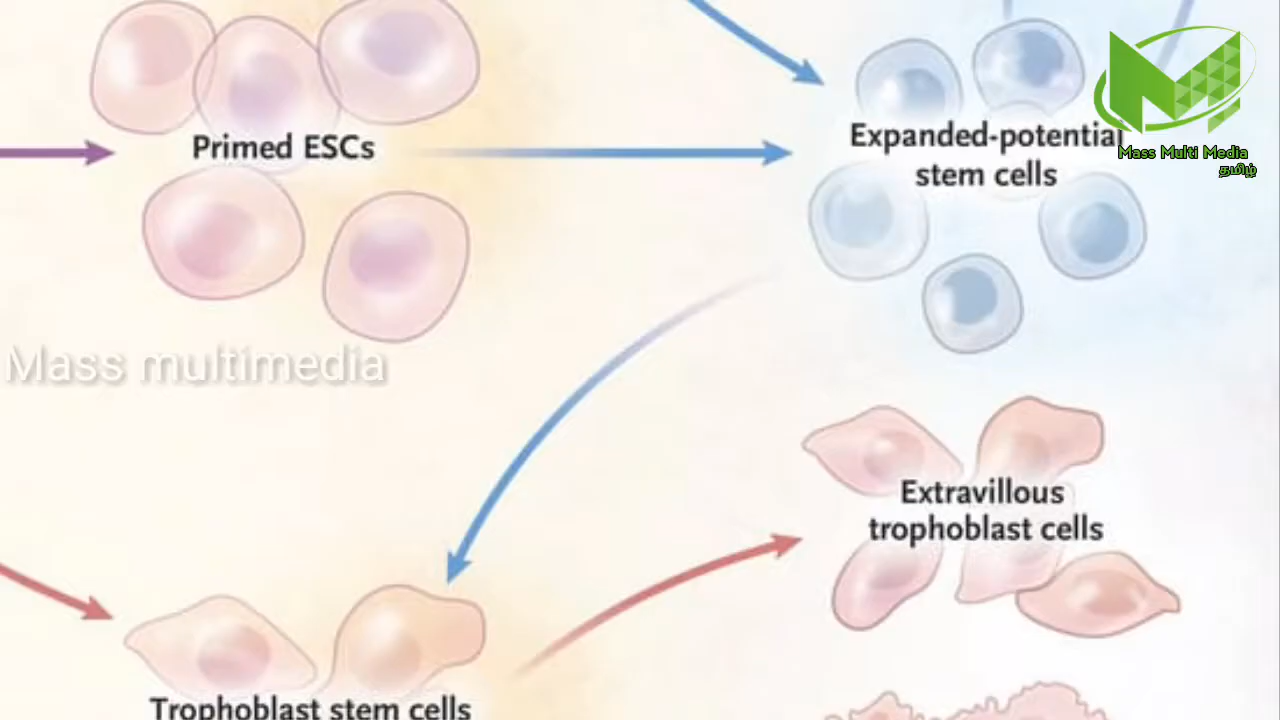 Primed ESCs
Expanded-potential
stem cells
Mass Multi Media
தமிழ்
Mass multimedia
Extravillous
trophoblast cells
Trophoblast stem cells